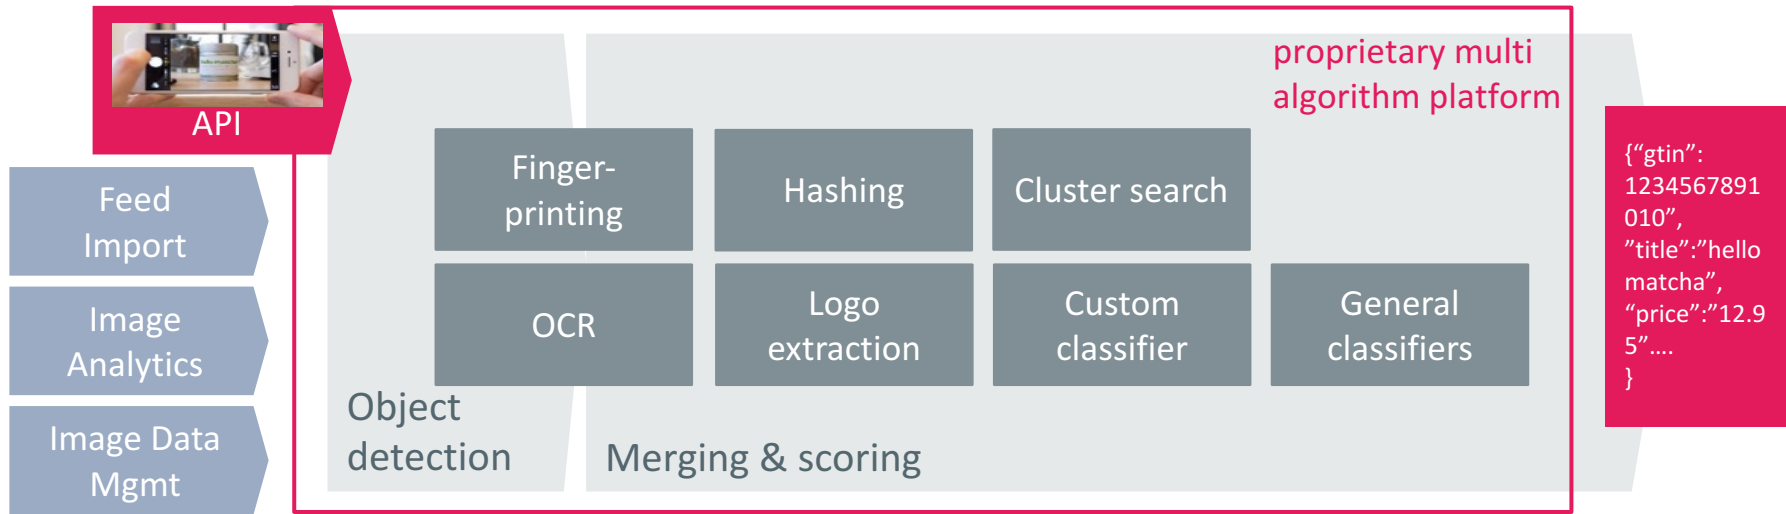 API
Feed
Import
Image
Analytics
Image Data
Mgmt
proprietary multi
algorithm platform
Finger-
printing
Hashing
Cluster search
OCR
Logo
extraction
Custom
classifier
General
classifiers
Object
detection
Merging & scoring
{“gtin”:
1234567891
010”,
”title”:”hello
matcha”,
“price”:”12.9
5”....
}